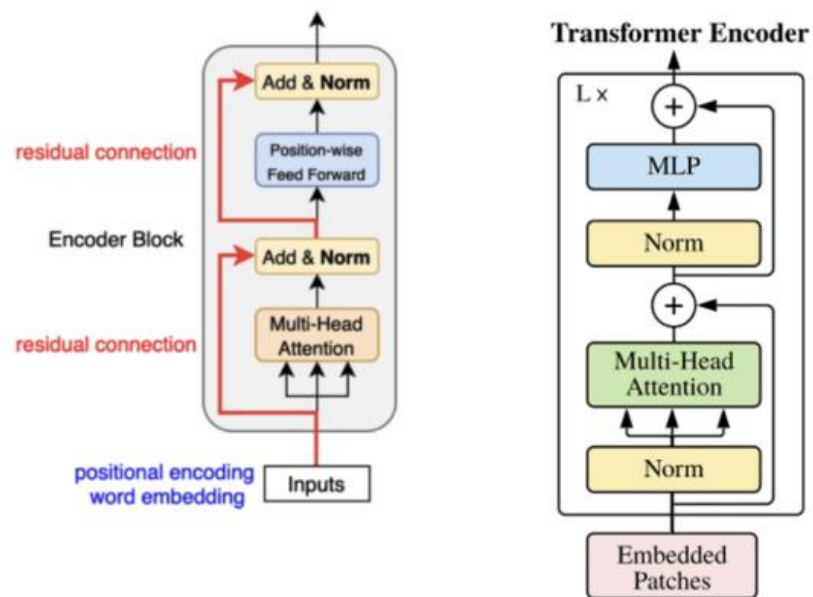 Add & Norm
residual connection
Position-wise
Feed Forward
Encoder Block
Add & Norm
residual connection
Multi-Head
Attention
positional encoding
word embedding
Inputs
Transformer Encoder
L ×
+
MLP
Norm
+
Multi-Head
Attention
Norm
Embedded
Patches